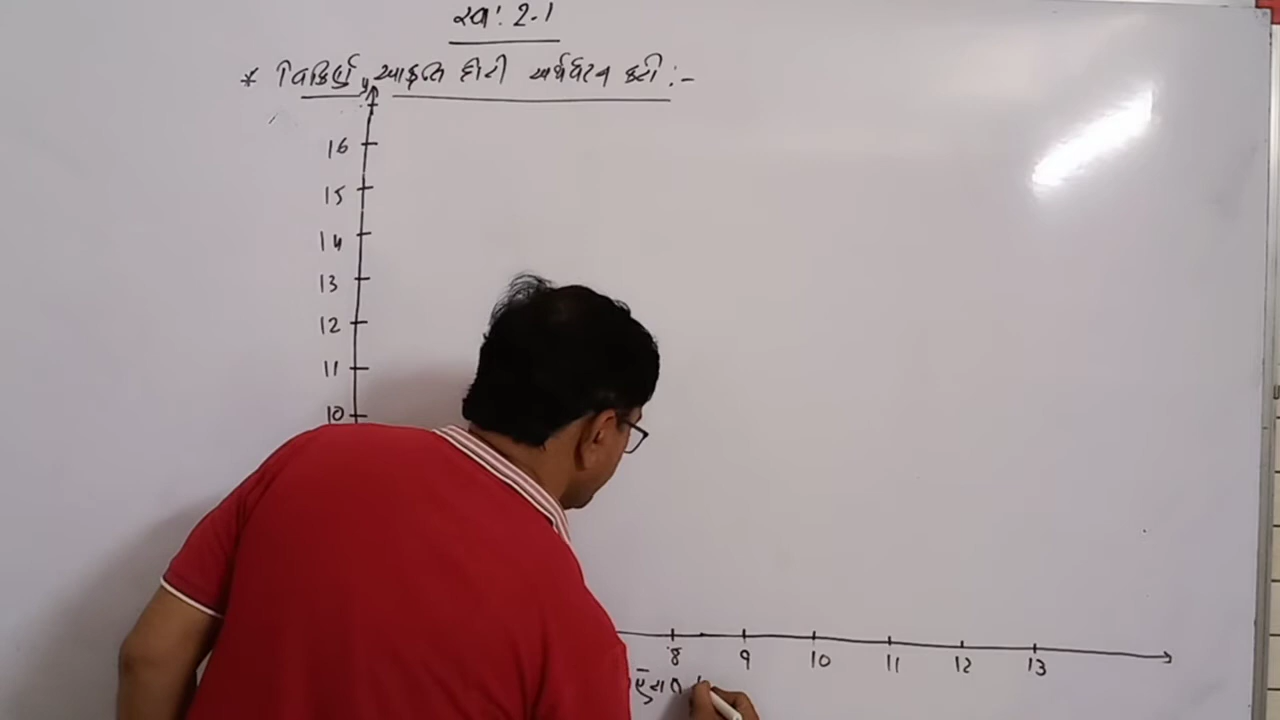 સ્વા: 2.1
* વિકિર્ણ આકૃતિ દોરી અર્થઘટન કરો :-
y
16
15
14
13
12
11
10
8 9 10 11 12 13